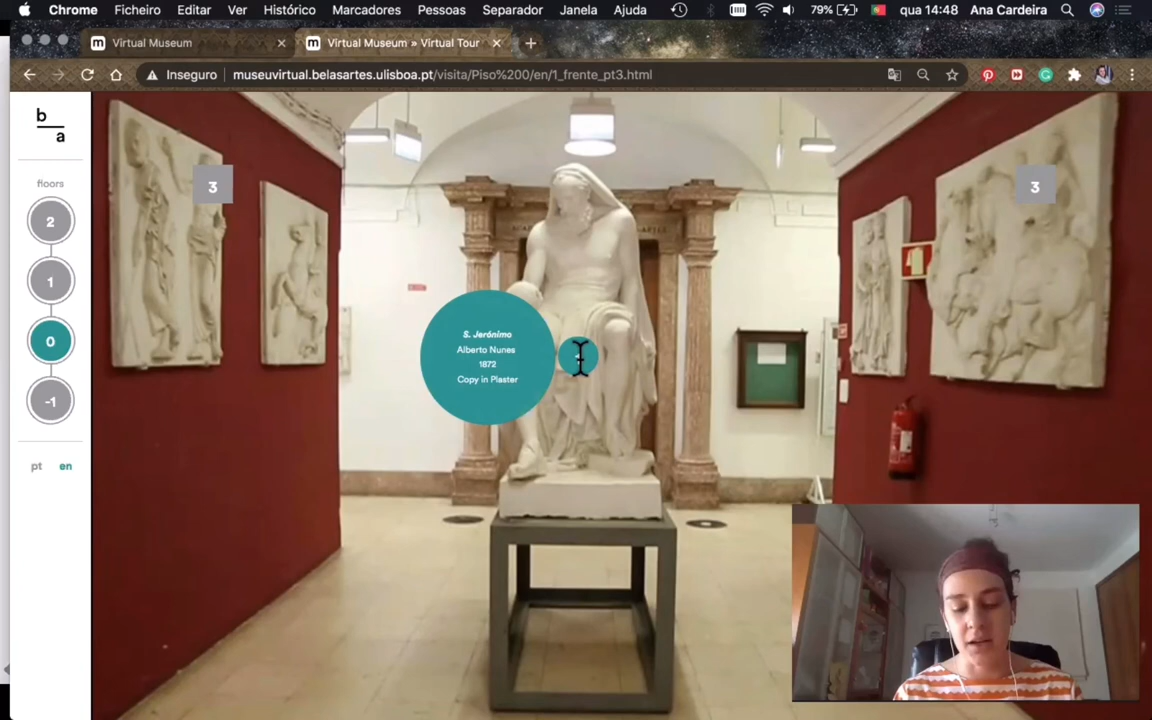 Chrome Ficheiro Editar Ver Histórico Marcadores Pessoas Separador Janela Ajuda 79% qua 14:48 Ana Cardeira
m Virtual Museum
m Virtual Museum » Virtual Tour
Inseguro museuvirtual.belasartes.ulisboa.pt/visita/Piso%200/en/1_frente_pt3.html
b
a
floors
2
1
0
-1
pt en
3
3
S. Jerónimo
Alberto Nunes
1872
Copy in Plaster